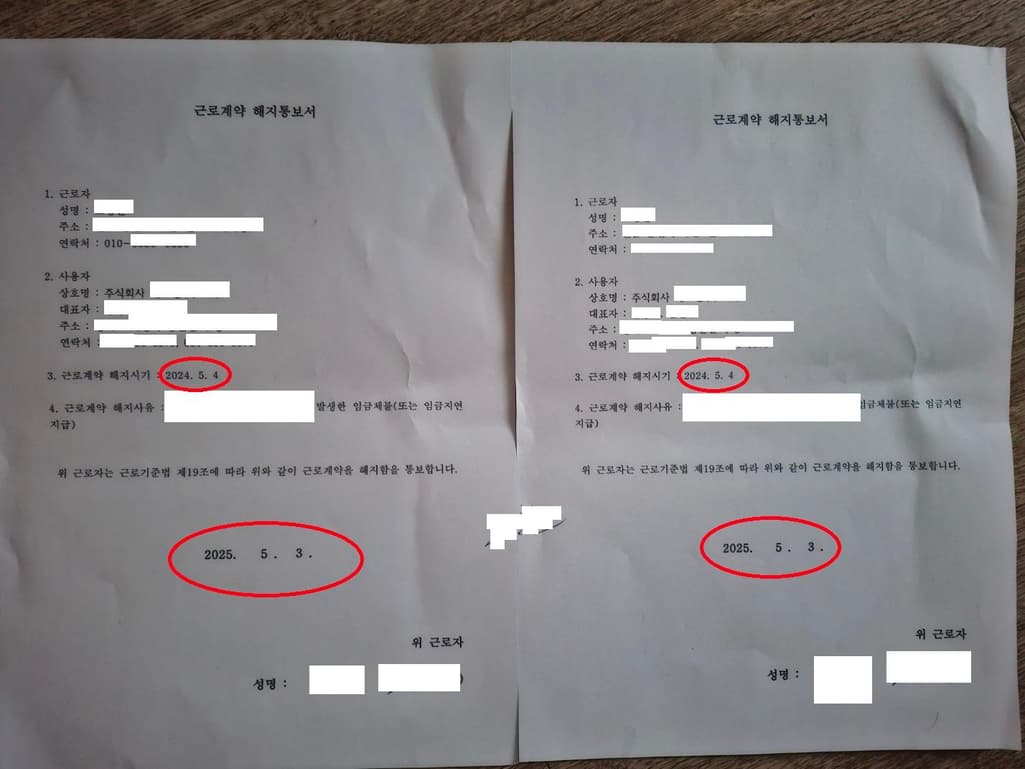 근로계약 해지통보서
1. 근로자
성명 :
주소 :
연락처 : 010-
2. 사용자
상호명 : 주식회사
대표자 :
주소 :
연락처 :
3. 근로계약 해지시기 : 2024. 5. 4
4. 근로계약 해지사유 : 발생한 임금체불(또는 임금지연
지급)
위 근로자는 근로기준법 제19조에 따라 위와 같이 근로계약을 해지함을 통보합니다.
2025. 5. 3.
위 근로자
성명 :
근로계약 해지통보서
1. 근로자
성명 :
주소 :
연락처 :
2. 사용자
상호명 : 주식회사
대표자 :
주소 :
연락처 :
3. 근로계약 해지시기 : 2024. 5. 4
4. 근로계약 해지사유 : 임금체불(또는 임금지연
지급)
위 근로자는 근로기준법 제19조에 따라 위와 같이 근로계약을 해지함을 통보합니다.
2025. 5. 3.
위 근로자
성명 :